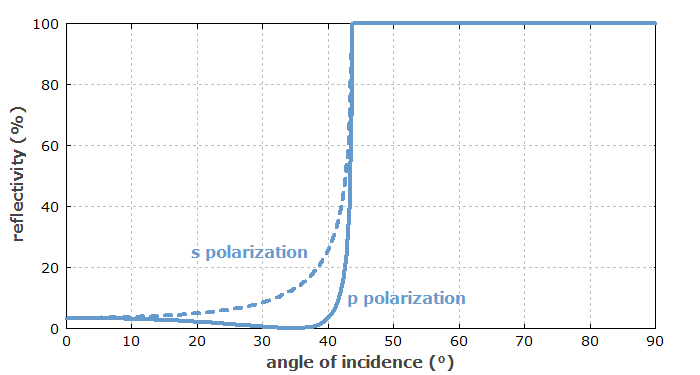 100
80
60
40
20
0
reflectivity (%)
s polarization
p polarization
0 10 20 30 40 50 60 70 80 90
angle of incidence (°)